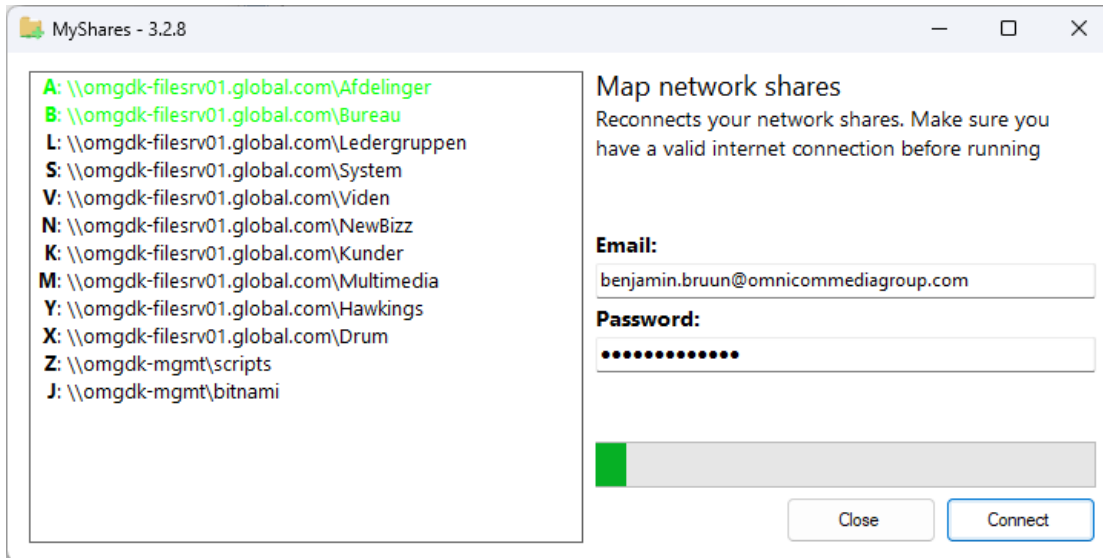 MyShares - 3.2.8
A: \\omgdk-filesrv01.global.com\Afdelinger
B: \\omgdk-filesrv01.global.com\Bureau
L: \\omgdk-filesrv01.global.com\Ledergruppen
S: \\omgdk-filesrv01.global.com\System
V: \\omgdk-filesrv01.global.com\Viden
N: \\omgdk-filesrv01.global.com\NewBizz
K: \\omgdk-filesrv01.global.com\Kunder
M: \\omgdk-filesrv01.global.com\Multimedia
Y: \\omgdk-filesrv01.global.com\Hawkings
X: \\omgdk-filesrv01.global.com\Drum
Z: \\omgdk-mgmt\scripts
J: \\omgdk-mgmt\bitnami
Map network shares
Reconnects your network shares. Make sure you
have a valid internet connection before running
Email:
benjamin.bruun@omnicommediagroup.com
Password:
●●●●●●●●●●●●●
Close
Connect